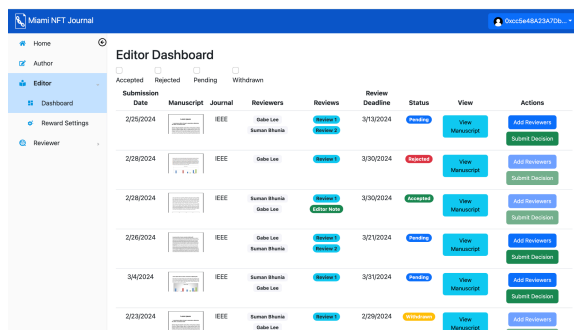 Miami NFT Journal
0xcc5e48A23A7Db...
Home
Author
Editor
Dashboard
Reward Settings
Reviewer
Editor Dashboard
Accepted Rejected Pending Withdrawn
Submission Date Manuscript Journal Reviewers Reviews Review Deadline Status View Actions
2/25/2024 IEEE Gabe Lee Review 1 3/13/2024 Pending View Manuscript Add Reviewers
Suman Bhunia Review 2 Submit Decision
2/28/2024 IEEE Gabe Lee Review 1 3/30/2024 Rejected View Manuscript Add Reviewers
Submit Decision
2/28/2024 IEEE Suman Bhunia Review 1 3/30/2024 Accepted View Manuscript Add Reviewers
Gabe Lee Editor Note Submit Decision
2/26/2024 IEEE Gabe Lee Review 1 3/21/2024 Pending View Manuscript Add Reviewers
Suman Bhunia Review 2 Submit Decision
3/4/2024 IEEE Suman Bhunia Review 1 3/31/2024 Pending View Manuscript Add Reviewers
Gabe Lee Submit Decision
2/23/2024 IEEE Suman Bhunia Review 1 2/29/2024 Withdrawn View Manuscript Add Reviewers
Gabe Lee